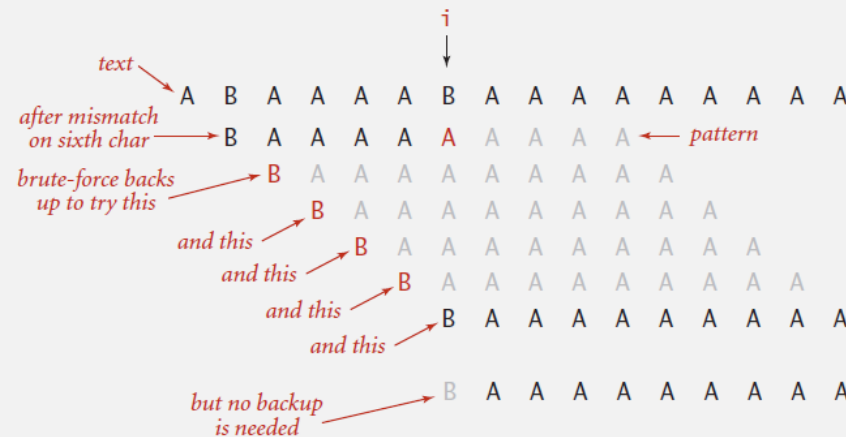 i
text
A B A A A A B A A A A A A A A A
after mismatch
on sixth char
B A A A A A A A A A
pattern
brute-force backs
up to try this
B A A A A A A A A A
and this
B A A A A A A A A A
and this
B A A A A A A A A A
and this
B A A A A A A A A A
and this
B A A A A A A A A A
but no backup
is needed
B A A A A A A A A A